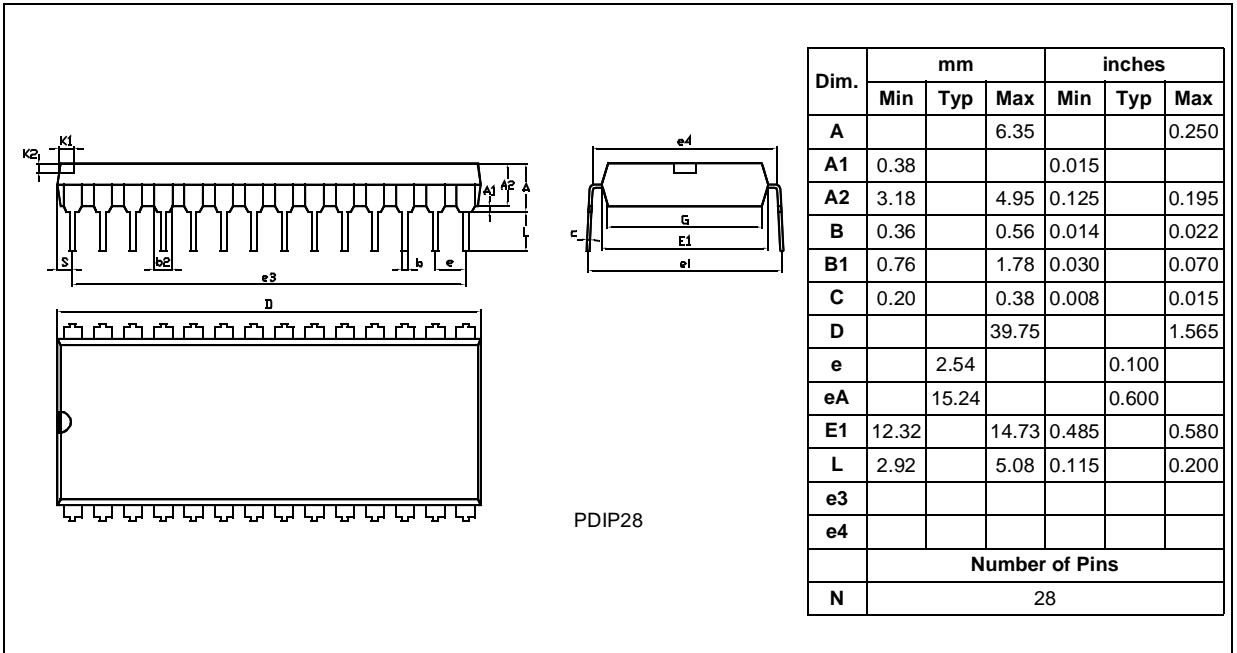 K1
K2
A1
A2
A
L
S
b2
b
e
e3
D
e4
G
E1
e1
PDIP28
Dim. mm inches
Min Typ Max Min Typ Max
A 6.35 0.250
A1 0.38 0.015
A2 3.18 4.95 0.125 0.195
B 0.36 0.56 0.014 0.022
B1 0.76 1.78 0.030 0.070
C 0.20 0.38 0.008 0.015
D 39.75 1.565
e 2.54 0.100
eA 15.24 0.600
E1 12.32 14.73 0.485 0.580
L 2.92 5.08 0.115 0.200
e3
e4
Number of Pins
N 28